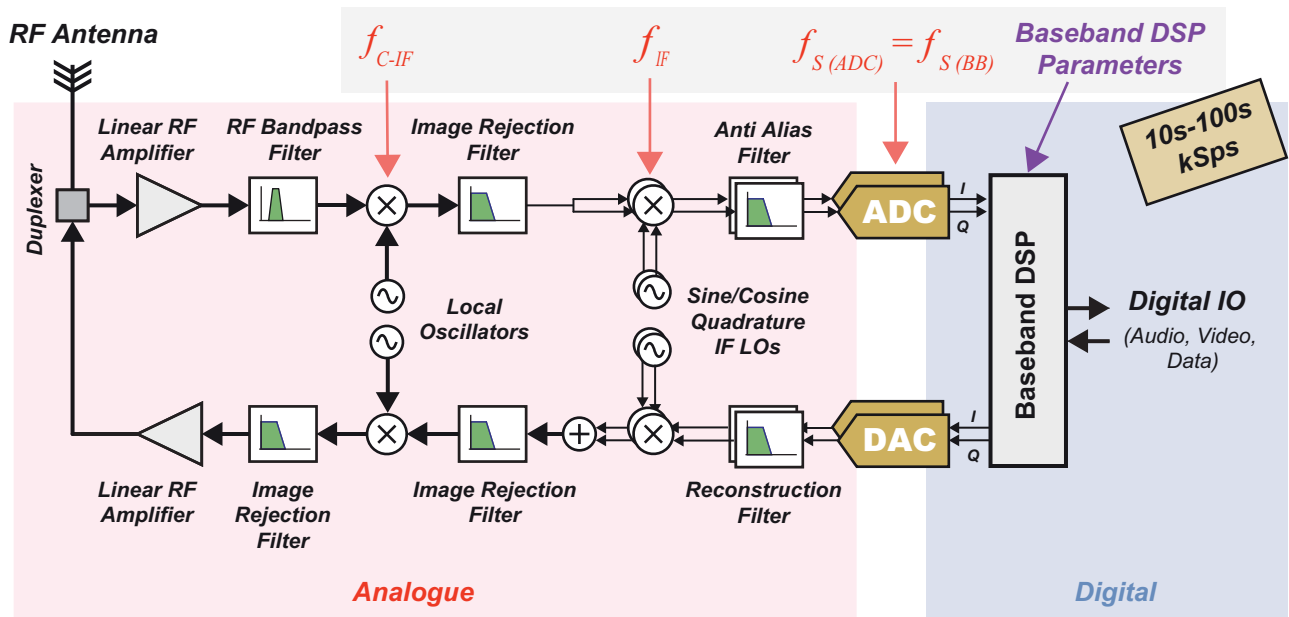 RF Antenna
f C-IF
f IF
f S (ADC) = f S (BB)
Baseband DSP
Parameters
10s-100s
kSps
Linear RF
Amplifier
RF Bandpass
Filter
Image Rejection
Filter
Anti Alias
Filter
Duplexer
ADC
I
Q
Local
Oscillators
Sine/Cosine
Quadrature
IF LOs
Baseband DSP
Digital IO
(Audio, Video,
Data)
DAC
I
Q
Linear RF
Amplifier
Image
Rejection
Filter
Image Rejection
Filter
Reconstruction
Filter
Analogue
Digital